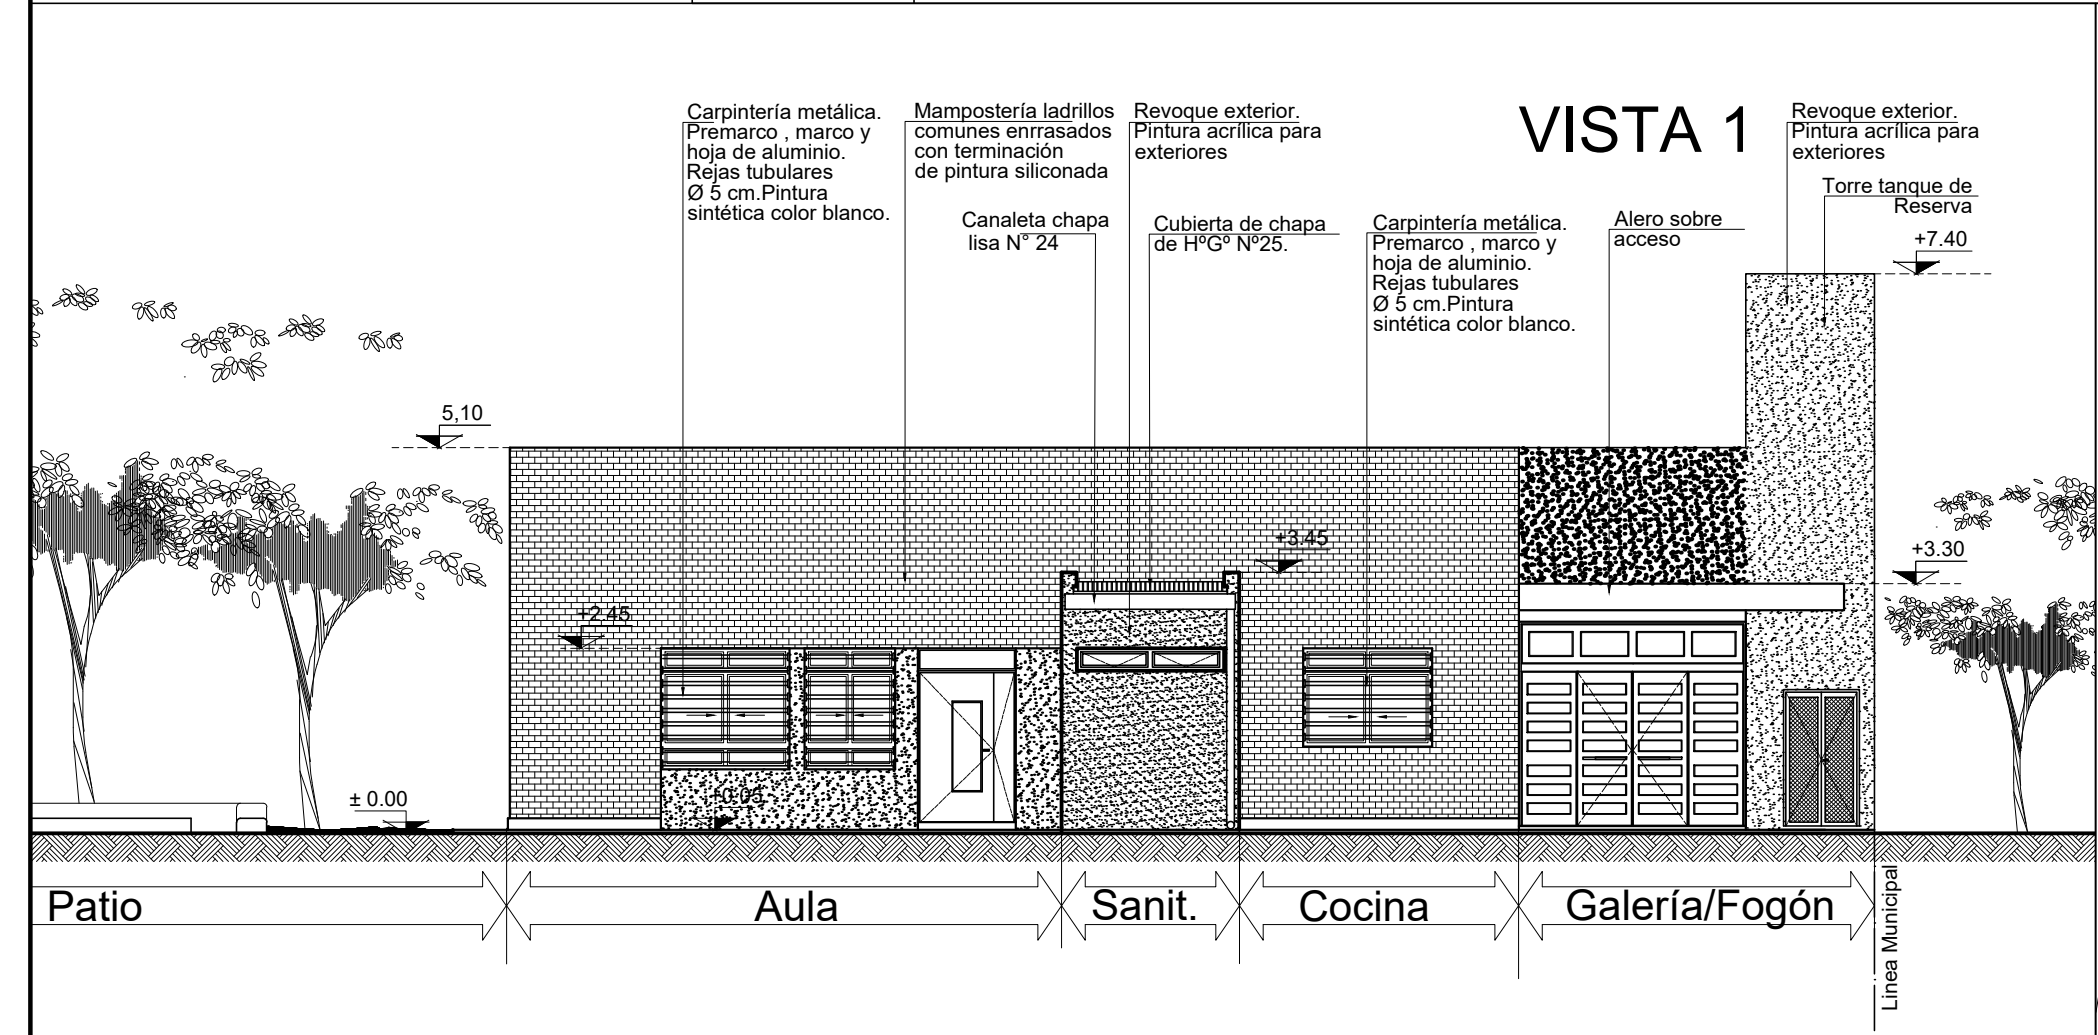 Carpintería metálica.
Premarco , marco y
hoja de aluminio.
Rejas tubulares
Ø 5 cm.Pintura
sintética color blanco.
Mampostería ladrillos
comunes enrrasados
con terminación
de pintura siliconada
Revoque exterior.
Pintura acrílica para
exteriores
VISTA 1
Revoque exterior.
Pintura acrílica para
exteriores
Torre tanque de
Reserva
Canaleta chapa
lisa N° 24
Cubierta de chapa
de HºGº Nº25.
Carpintería metálica.
Premarco , marco y
hoja de aluminio.
Rejas tubulares
Ø 5 cm.Pintura
sintética color blanco.
Alero sobre
acceso
+7.40
5,10
+3.45
+3.30
+2.45
+0.05
± 0.00
Patio
Aula
Sanit.
Cocina
Galería/Fogón
Linea Municipal